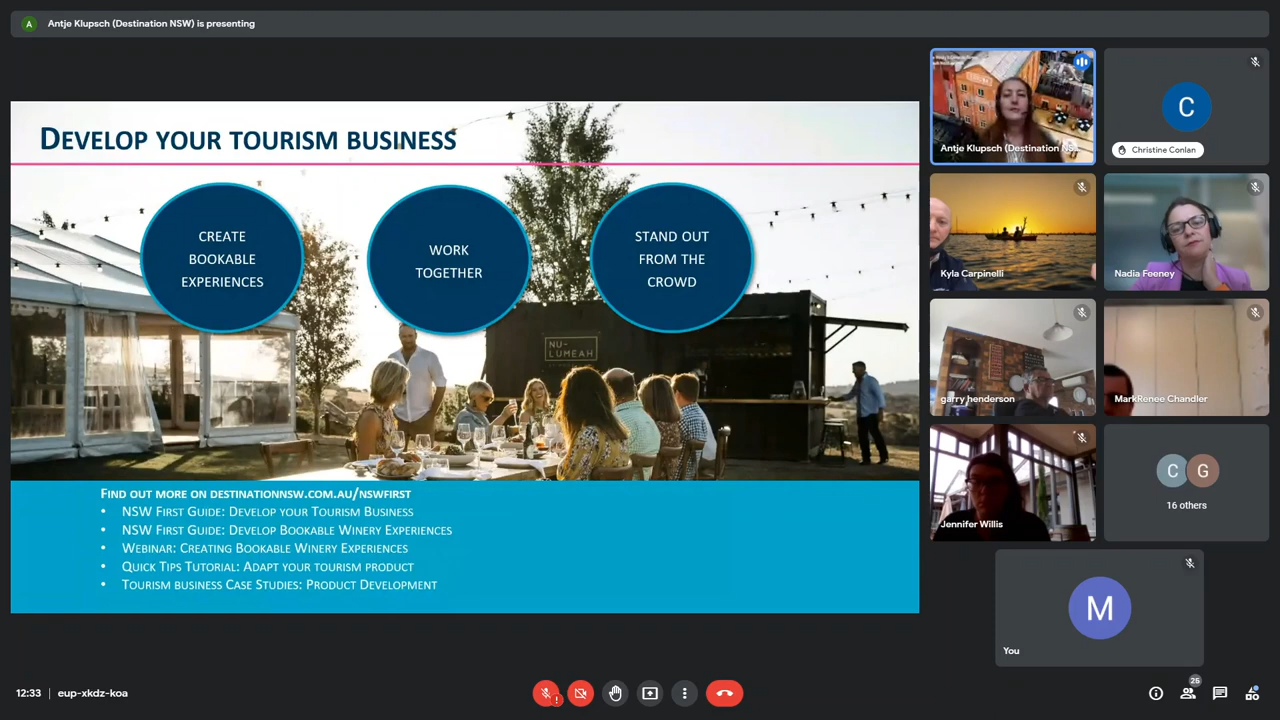 A
Antje Klupsch (Destination NSW) is presenting
DEVELOP YOUR TOURISM BUSINESS
CREATE
BOOKABLE
EXPERIENCES
WORK
TOGETHER
STAND OUT
FROM THE
CROWD
NU-
LUMEAH
FIND OUT MORE ON DESTINATIONNSW.COM.AU/NSWFIRST
• NSW FIRST GUIDE: DEVELOP YOUR TOURISM BUSINESS
• NSW FIRST GUIDE: DEVELOP BOOKABLE WINERY EXPERIENCES
• WEBINAR: CREATING BOOKABLE WINERY EXPERIENCES
• QUICK TIPS TUTORIAL: ADAPT YOUR TOURISM PRODUCT
• TOURISM BUSINESS CASE STUDIES: PRODUCT DEVELOPMENT
Antje Klupsch (Destination
C
Christine Conlan
Kyla Carpinelli
Nadia Feeney
garry henderson
MarkRenee Chandler
Jennifer Willis
C G
16 others
M
You
12:33 | eup-xkdz-koa
!
25